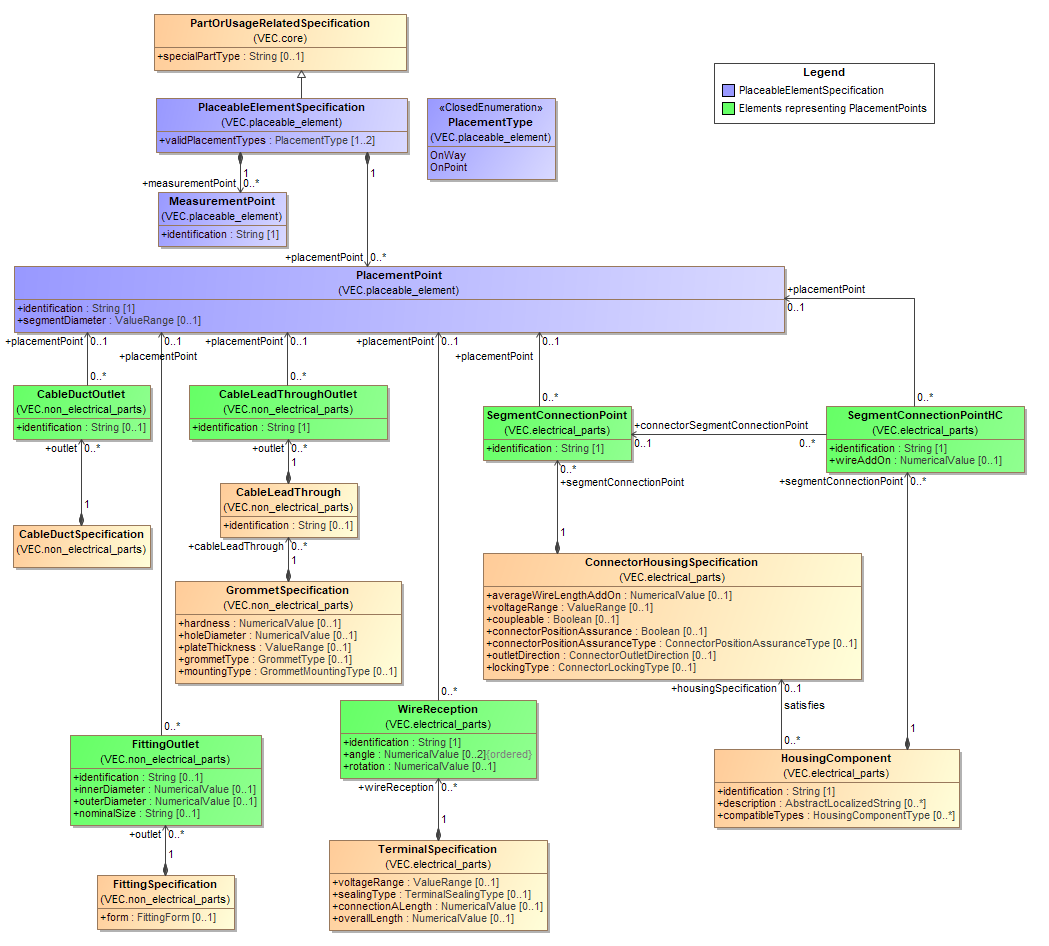 PartOrUsageRelatedSpecification
(VEC.core)
+specialPartType : String [0..1]
Legend
PlaceableElementSpecification
Elements representing PlacementPoints
PlaceableElementSpecification
(VEC.placeable_element)
+validPlacementTypes : PlacementType [1..2]
«ClosedEnumeration»
PlacementType
(VEC.placeable_element)
OnWay
OnPoint
1
+measurementPoint 0..*
1
MeasurementPoint
(VEC.placeable_element)
+identification : String [1]
+placementPoint 0..*
PlacementPoint
(VEC.placeable_element)
+identification : String [1]
+segmentDiameter : ValueRange [0..1]
+placementPoint
0..1
+placementPoint 0..1
0..1
+placementPoint
+placementPoint 0..1
+placementPoint 0..1
0..1
+placementPoint
0..*
0..*
0..*
0..*
CableDuctOutlet
(VEC.non_electrical_parts)
+identification : String [0..1]
CableLeadThroughOutlet
(VEC.non_electrical_parts)
+identification : String [1]
SegmentConnectionPoint
(VEC.electrical_parts)
+identification : String [1]
+connectorSegmentConnectionPoint
0..1
0..*
SegmentConnectionPointHC
(VEC.electrical_parts)
+identification : String [1]
+wireAddOn : NumericalValue [0..1]
+outlet 0..*
1
+outlet 0..*
1
0..*
+segmentConnectionPoint
1
+segmentConnectionPoint 0..*
1
CableDuctSpecification
(VEC.non_electrical_parts)
CableLeadThrough
(VEC.non_electrical_parts)
+identification : String [0..1]
+cableLeadThrough 0..*
1
GrommetSpecification
(VEC.non_electrical_parts)
+hardness : NumericalValue [0..1]
+holeDiameter : NumericalValue [0..1]
+plateThickness : ValueRange [0..1]
+grommetType : GrommetType [0..1]
+mountingType : GrommetMountingType [0..1]
ConnectorHousingSpecification
(VEC.electrical_parts)
+averageWireLengthAddOn : NumericalValue [0..1]
+voltageRange : ValueRange [0..1]
+coupleable : Boolean [0..1]
+connectorPositionAssurance : Boolean [0..1]
+connectorPositionAssuranceType : ConnectorPositionAssuranceType [0..1]
+outletDirection : ConnectorOutletDirection [0..1]
+lockingType : ConnectorLockingType [0..1]
+housingSpecification 0..1
satisfies
0..*
0..*
WireReception
(VEC.electrical_parts)
+identification : String [1]
+angle : NumericalValue [0..2]{ordered}
+rotation : NumericalValue [0..1]
0..*
FittingOutlet
(VEC.non_electrical_parts)
+identification : String [0..1]
+innerDiameter : NumericalValue [0..1]
+outerDiameter : NumericalValue [0..1]
+nominalSize : String [0..1]
HousingComponent
(VEC.electrical_parts)
+identification : String [1]
+description : AbstractLocalizedString [0..*]
+compatibleTypes : HousingComponentType [0..*]
+wireReception 0..*
1
+outlet 0..*
1
TerminalSpecification
(VEC.electrical_parts)
+voltageRange : ValueRange [0..1]
+sealingType : TerminalSealingType [0..1]
+connectionALength : NumericalValue [0..1]
+overallLength : NumericalValue [0..1]
FittingSpecification
(VEC.non_electrical_parts)
+form : FittingForm [0..1]